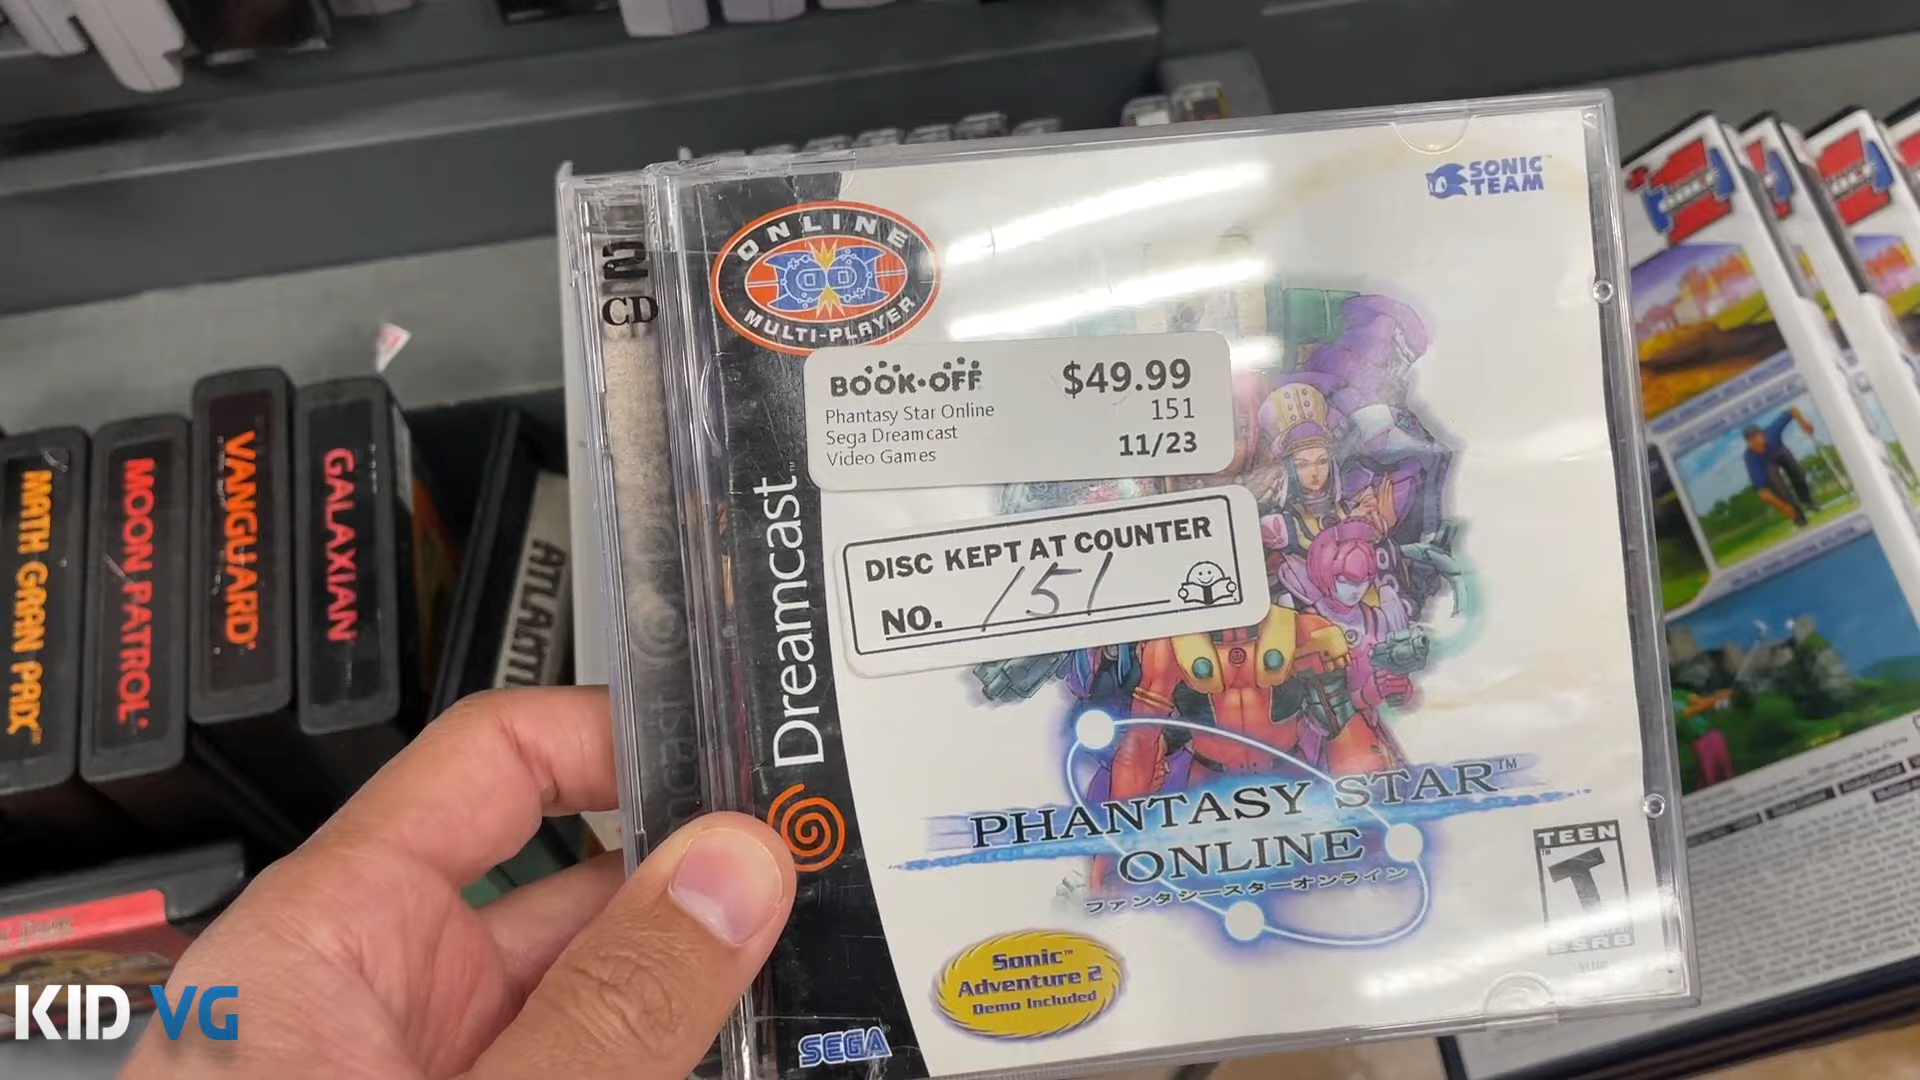 SONIC
TEAM
ONLINE
MULTI-PLAYER
2
CD
BOOK·OFF
$49.99
Phantasy Star Online
151
Sega Dreamcast
11/23
Video Games
DISC KEPT AT COUNTER
NO. 151
Dreamcast
PHANTASY STAR™
ONLINE
ファンタシースターオンライン
TEEN
T
ESRB
Sonic™
Adventure 2
Demo Included
SEGA
MATH GRAN PRIX™
MOON PATROL
VANGUARD
GALAXIAN
KID VG